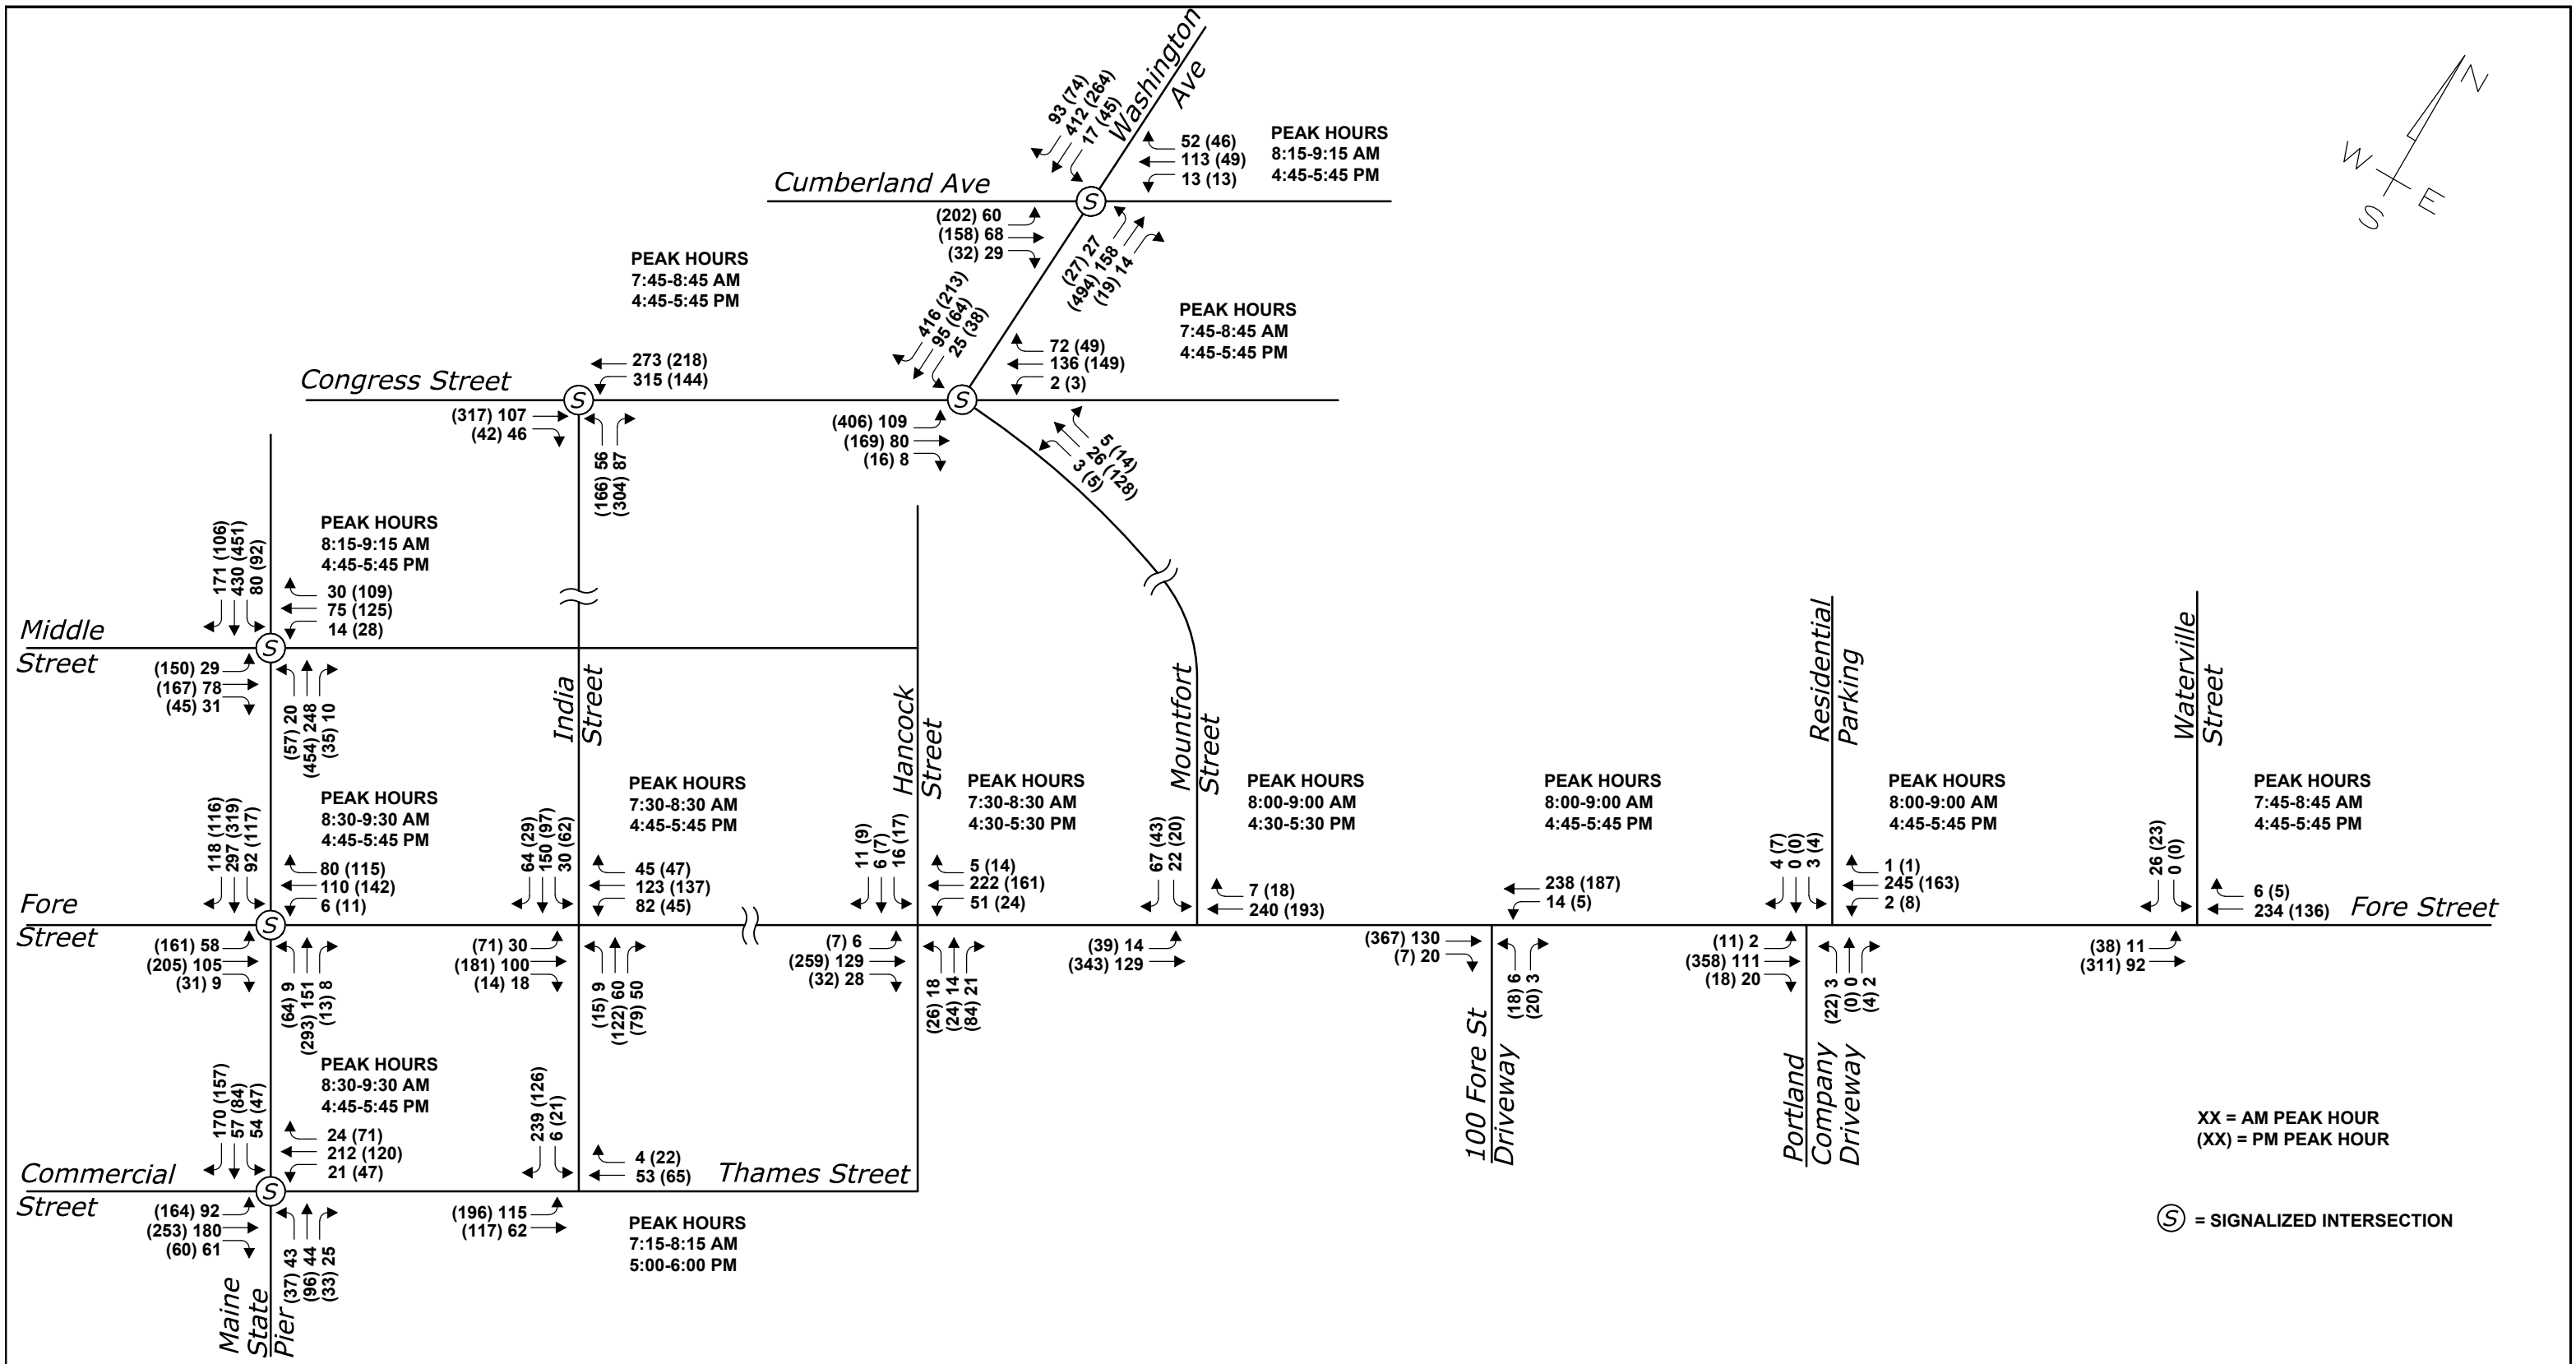 Washington
Ave
93 (74)
412 (264)
17 (45)
52 (46)
113 (49)
13 (13)
PEAK HOURS
8:15-9:15 AM
4:45-5:45 PM
N
W
E
S
Cumberland Ave
S
(202) 60
(158) 68
(32) 29
(27) 27
(494) 158
(19) 14
PEAK HOURS
7:45-8:45 AM
4:45-5:45 PM
416 (213)
95 (64)
25 (38)
72 (49)
136 (149)
2 (3)
PEAK HOURS
7:45-8:45 AM
4:45-5:45 PM
Congress Street
273 (218)
315 (144)
S
(317) 107
(42) 46
(166) 56
(304) 87
S
(406) 109
(169) 80
(16) 8
5 (14)
26 (128)
3 (5)
171 (106)
430 (451)
80 (92)
PEAK HOURS
8:15-9:15 AM
4:45-5:45 PM
30 (109)
75 (125)
14 (28)
Middle
Street
S
(150) 29
(167) 78
(45) 31
(57) 20
(454) 248
(35) 10
India
Street
Hancock
Street
Mountfort
Street
Residential
Parking
Waterville
Street
118 (116)
297 (319)
92 (117)
PEAK HOURS
8:30-9:30 AM
4:45-5:45 PM
80 (115)
110 (142)
6 (11)
64 (29)
150 (97)
30 (62)
PEAK HOURS
7:30-8:30 AM
4:45-5:45 PM
45 (47)
123 (137)
82 (45)
11 (9)
6 (7)
16 (17)
PEAK HOURS
7:30-8:30 AM
4:30-5:30 PM
5 (14)
222 (161)
51 (24)
67 (43)
22 (20)
PEAK HOURS
8:00-9:00 AM
4:30-5:30 PM
7 (18)
240 (193)
PEAK HOURS
8:00-9:00 AM
4:45-5:45 PM
238 (187)
14 (5)
4 (7)
0 (0)
3 (4)
PEAK HOURS
8:00-9:00 AM
4:45-5:45 PM
1 (1)
245 (163)
2 (8)
26 (23)
0 (0)
PEAK HOURS
7:45-8:45 AM
4:45-5:45 PM
6 (5)
234 (136)
Fore Street
Fore
Street
S
(161) 58
(205) 105
(31) 9
(64) 9
(293) 151
(13) 8
(71) 30
(181) 100
(14) 18
(15) 9
(122) 60
(79) 50
(7) 6
(259) 129
(32) 28
(26) 18
(24) 14
(84) 21
(39) 14
(343) 129
(367) 130
(7) 20
(18) 6
(20) 3
100 Fore St
Driveway
(11) 2
(358) 111
(18) 20
(22) 3
(0) 0
(4) 2
Portland
Company
Driveway
(38) 11
(311) 92
170 (157)
57 (84)
54 (47)
PEAK HOURS
8:30-9:30 AM
4:45-5:45 PM
24 (71)
212 (120)
21 (47)
239 (126)
6 (21)
4 (22)
53 (65)
Thames Street
Commercial
Street
S
(164) 92
(253) 180
(60) 61
(37) 43
(96) 44
(33) 25
(196) 115
(117) 62
PEAK HOURS
7:15-8:15 AM
5:00-6:00 PM
Maine
State
Pier
XX = AM PEAK HOUR
(XX) = PM PEAK HOUR
S = SIGNALIZED INTERSECTION